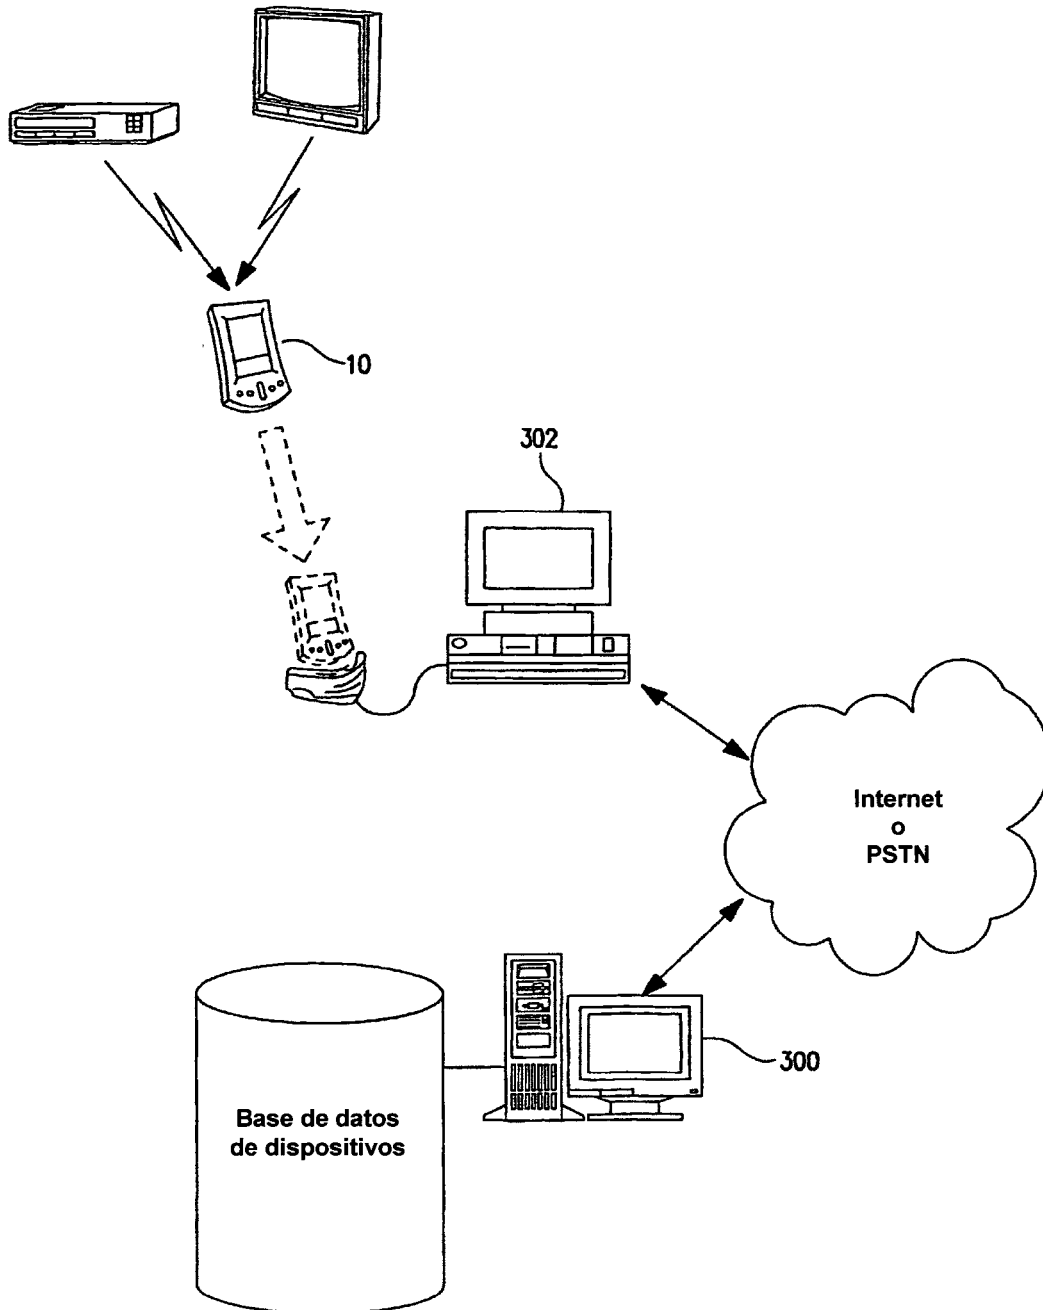 10
302
Internet
o
PSTN
300
Base de datos
de dispositivos